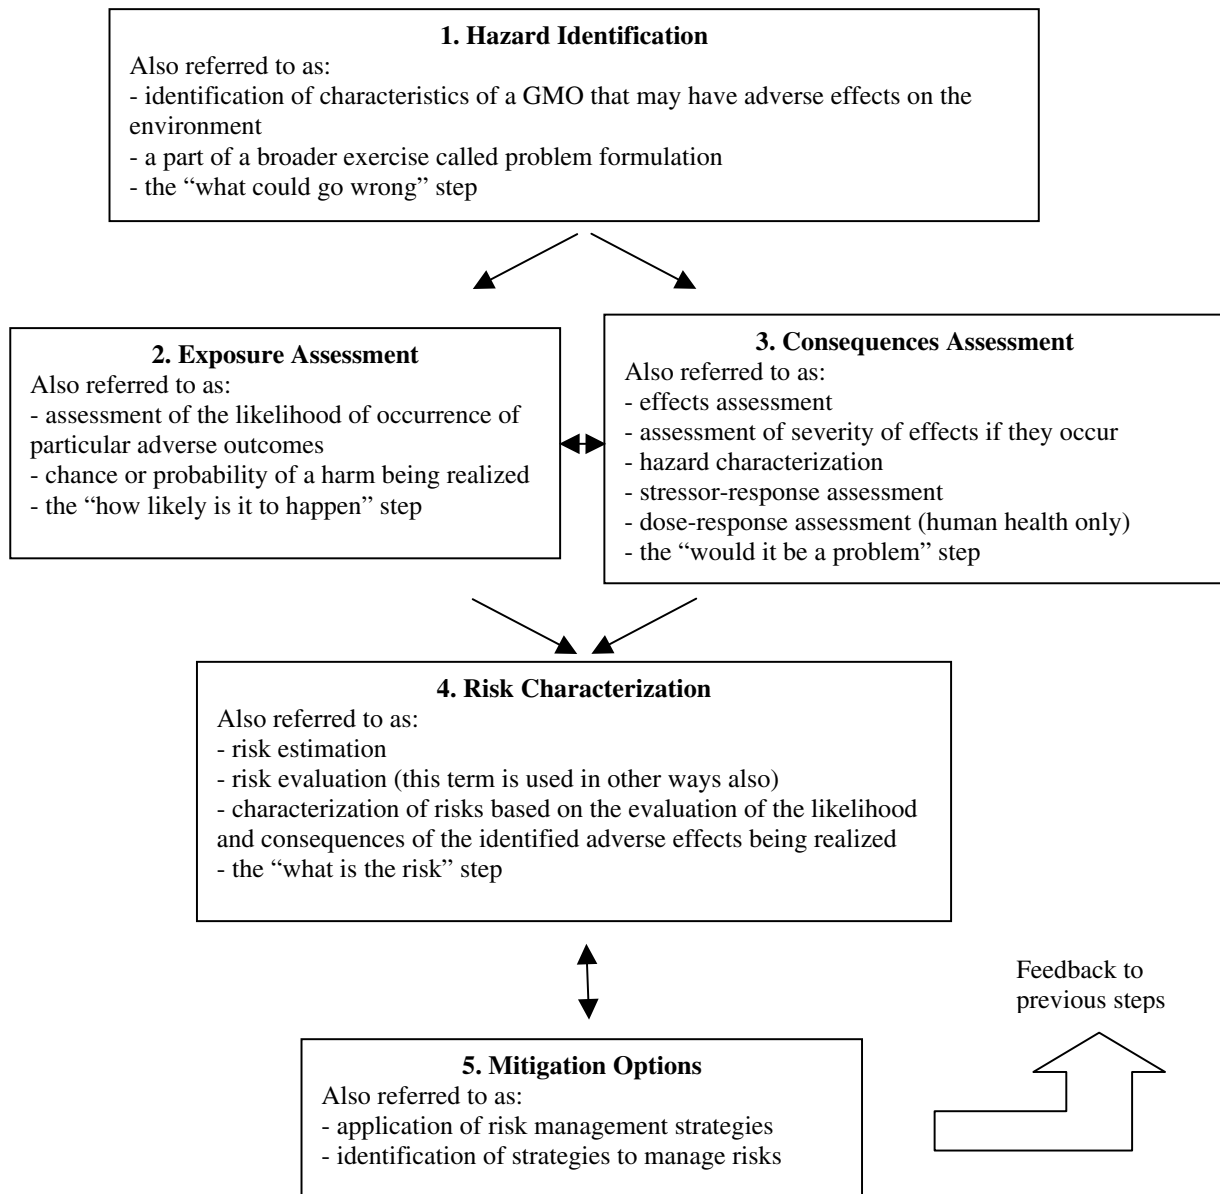 1. Hazard Identification
Also referred to as:
- identification of characteristics of a GMO that may have adverse effects on the
environment
- a part of a broader exercise called problem formulation
- the “what could go wrong” step
2. Exposure Assessment
Also referred to as:
- assessment of the likelihood of occurrence of
particular adverse outcomes
- chance or probability of a harm being realized
- the “how likely is it to happen” step
3. Consequences Assessment
Also referred to as:
- effects assessment
- assessment of severity of effects if they occur
- hazard characterization
- stressor-response assessment
- dose-response assessment (human health only)
- the “would it be a problem” step
4. Risk Characterization
Also referred to as:
- risk estimation
- risk evaluation (this term is used in other ways also)
- characterization of risks based on the evaluation of the likelihood
and consequences of the identified adverse effects being realized
- the “what is the risk” step
Feedback to
previous steps
5. Mitigation Options
Also referred to as:
- application of risk management strategies
- identification of strategies to manage risks